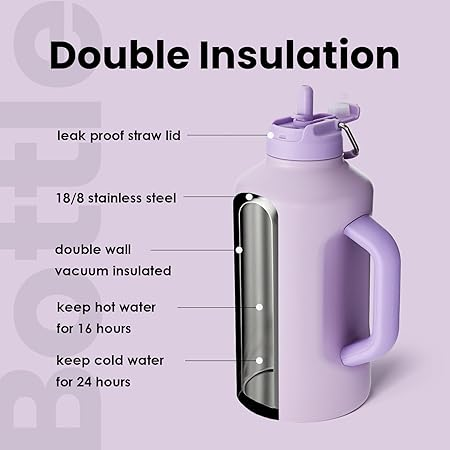 Double Insulation
leak proof straw lid
18/8 stainless steel
double wall
vacuum insulated
keep hot water
for 16 hours
keep cold water
for 24 hours
Bottle